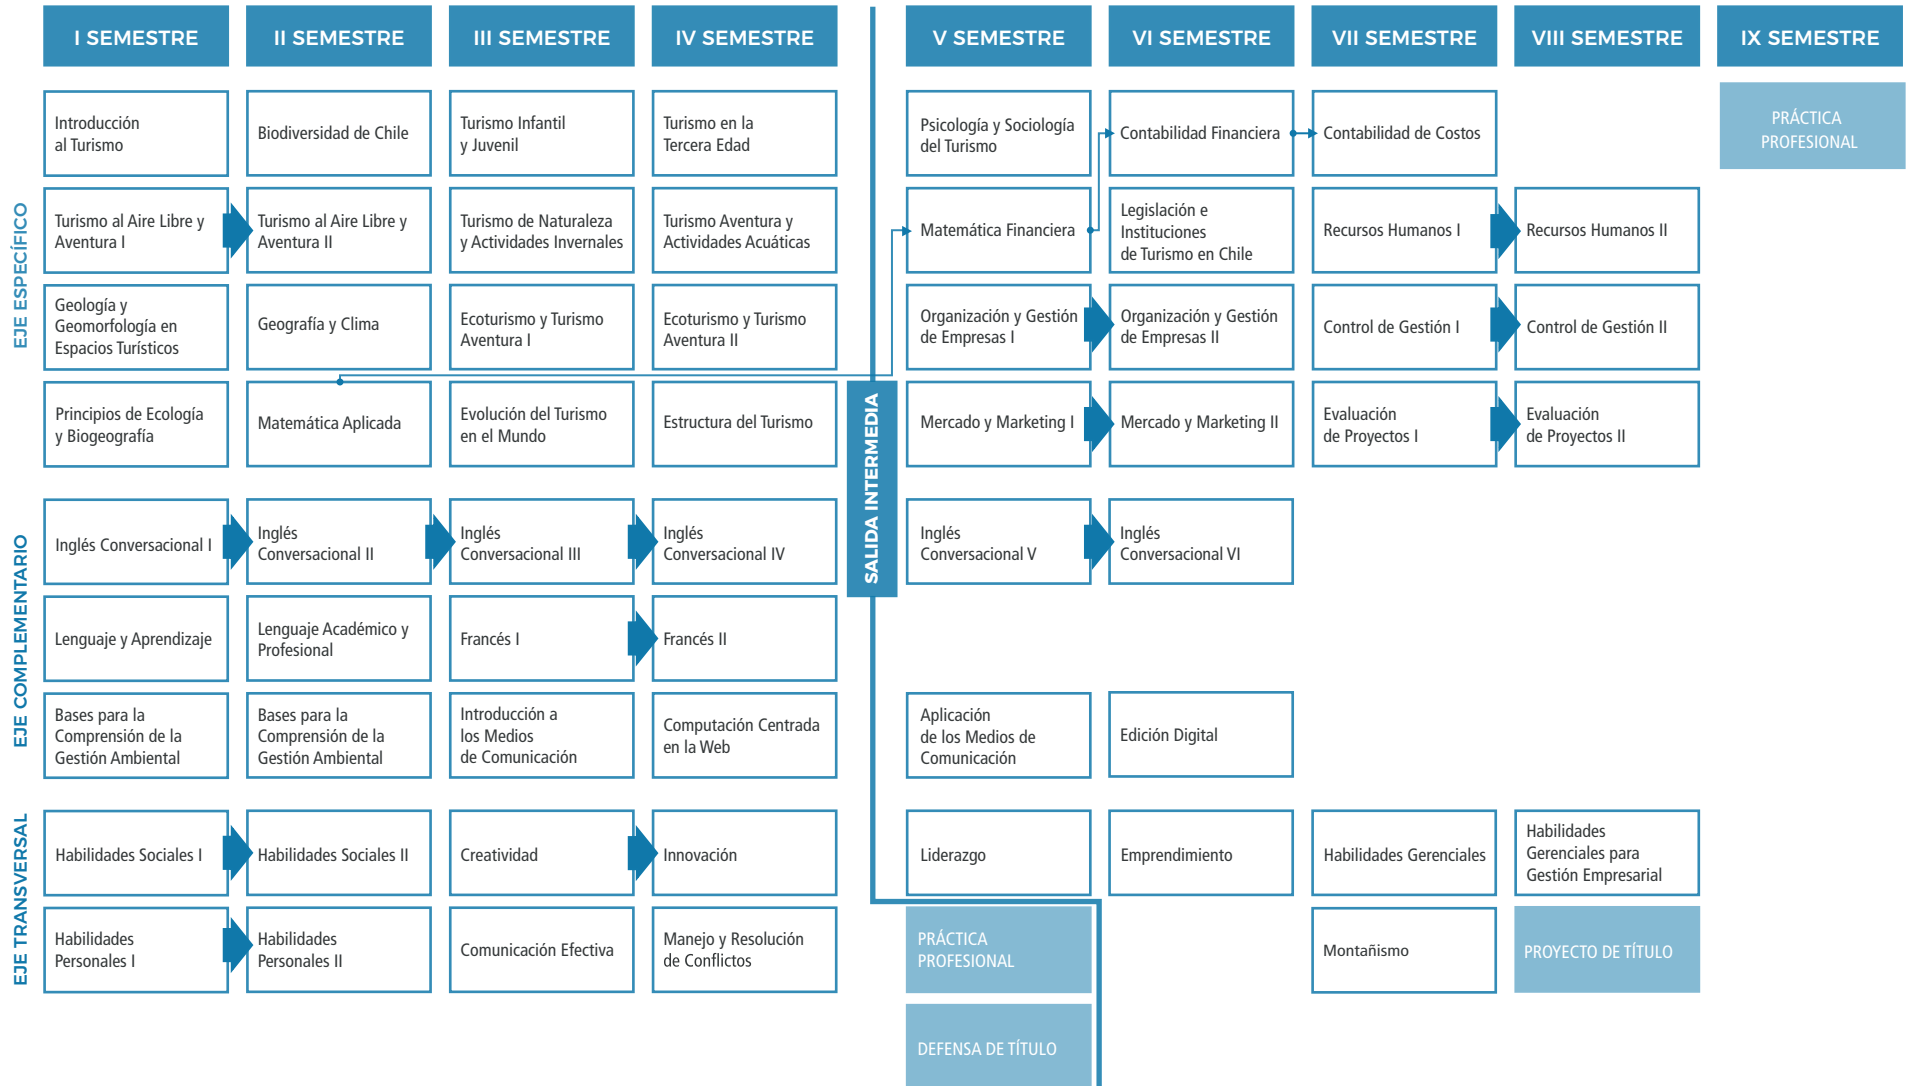 I SEMESTRE
II SEMESTRE
III SEMESTRE
IV SEMESTRE
V SEMESTRE
VI SEMESTRE
VII SEMESTRE
VIII SEMESTRE
IX SEMESTRE
EJE ESPECÍFICO
Introducción
al Turismo
Biodiversidad de Chile
Turismo Infantil
y Juvenil
Turismo en la
Tercera Edad
Psicología y Sociología
del Turismo
Contabilidad Financiera
Contabilidad de Costos
PRÁCTICA
PROFESIONAL
Turismo al Aire Libre y
Aventura I
Turismo al Aire Libre y
Aventura II
Turismo de Naturaleza
y Actividades Invernales
Turismo Aventura y
Actividades Acuáticas
Matemática Financiera
Legislación e
Instituciones
de Turismo en Chile
Recursos Humanos I
Recursos Humanos II
Geología y
Geomorfología en
Espacios Turísticos
Geografía y Clima
Ecoturismo y Turismo
Aventura I
Ecoturismo y Turismo
Aventura II
Organización y Gestión
de Empresas I
Organización y Gestión
de Empresas II
Control de Gestión I
Control de Gestión II
Principios de Ecología
y Biogeografía
Matemática Aplicada
Evolución del Turismo
en el Mundo
Estructura del Turismo
SALIDA INTERMEDIA
Mercado y Marketing I
Mercado y Marketing II
Evaluación
de Proyectos I
Evaluación
de Proyectos II
EJE COMPLEMENTARIO
Inglés Conversacional I
Inglés
Conversacional II
Inglés
Conversacional III
Inglés
Conversacional IV
Inglés
Conversacional V
Inglés
Conversacional VI
Lenguaje y Aprendizaje
Lenguaje Académico y
Profesional
Francés I
Francés II
Bases para la
Comprensión de la
Gestión Ambiental
Bases para la
Comprensión de la
Gestión Ambiental
Introducción a
los Medios
de Comunicación
Computación Centrada
en la Web
Aplicación
de los Medios de
Comunicación
Edición Digital
EJE TRANSVERSAL
Habilidades Sociales I
Habilidades Sociales II
Creatividad
Innovación
Liderazgo
Emprendimiento
Habilidades Gerenciales
Habilidades
Gerenciales para
Gestión Empresarial
Habilidades
Personales I
Habilidades
Personales II
Comunicación Efectiva
Manejo y Resolución
de Conflictos
PRÁCTICA
PROFESIONAL
Montañismo
PROYECTO DE TÍTULO
DEFENSA DE TÍTULO